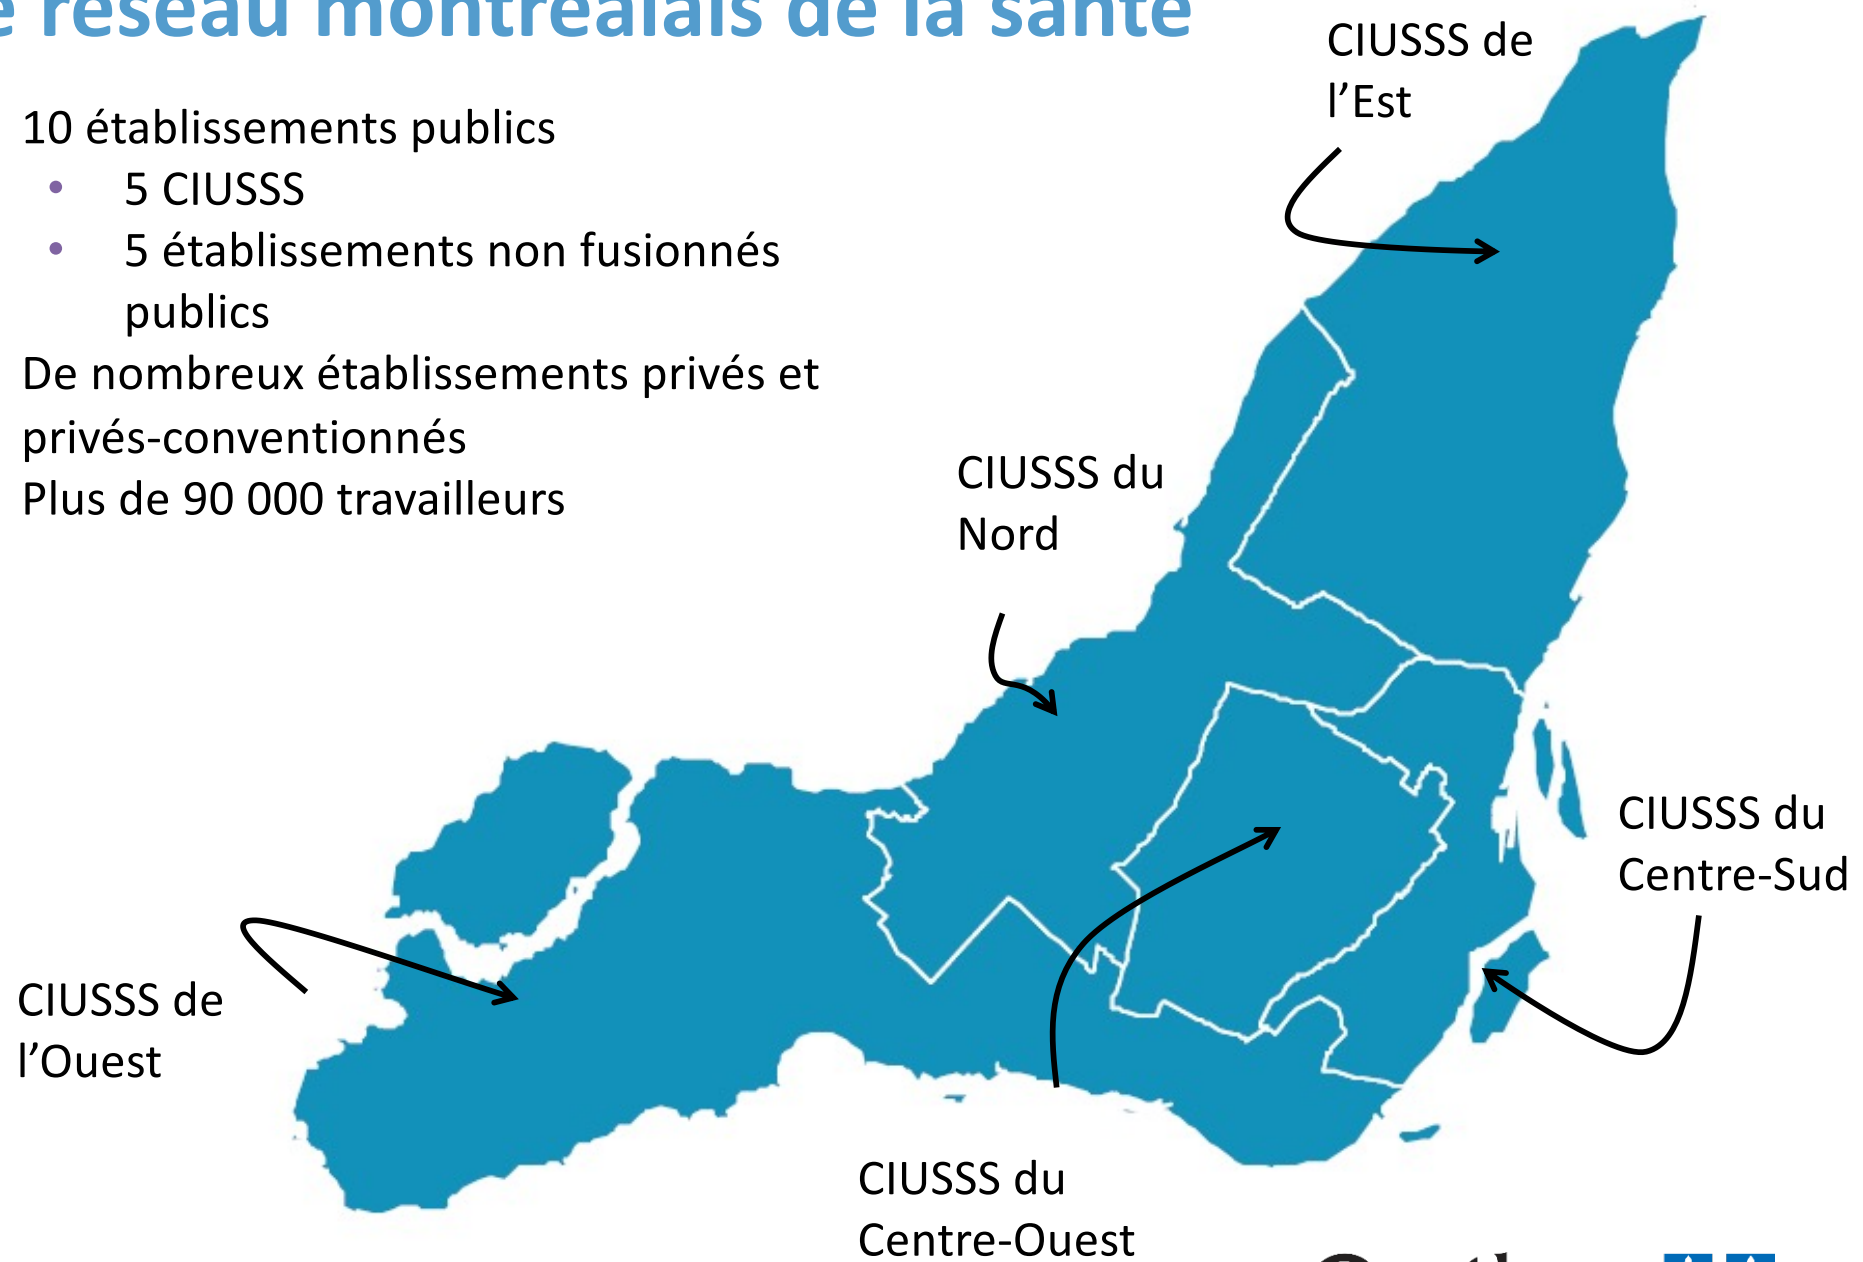 réseau montréalais de la santé
10 établissements publics
• 5 CIUSSS
• 5 établissements non fusionnés
publics
De nombreux établissements privés et
privés-conventionnés
Plus de 90 000 travailleurs
CIUSSS de
l’Est
CIUSSS du
Nord
CIUSSS du
Centre-Sud
CIUSSS de
l’Ouest
CIUSSS du
Centre-Ouest